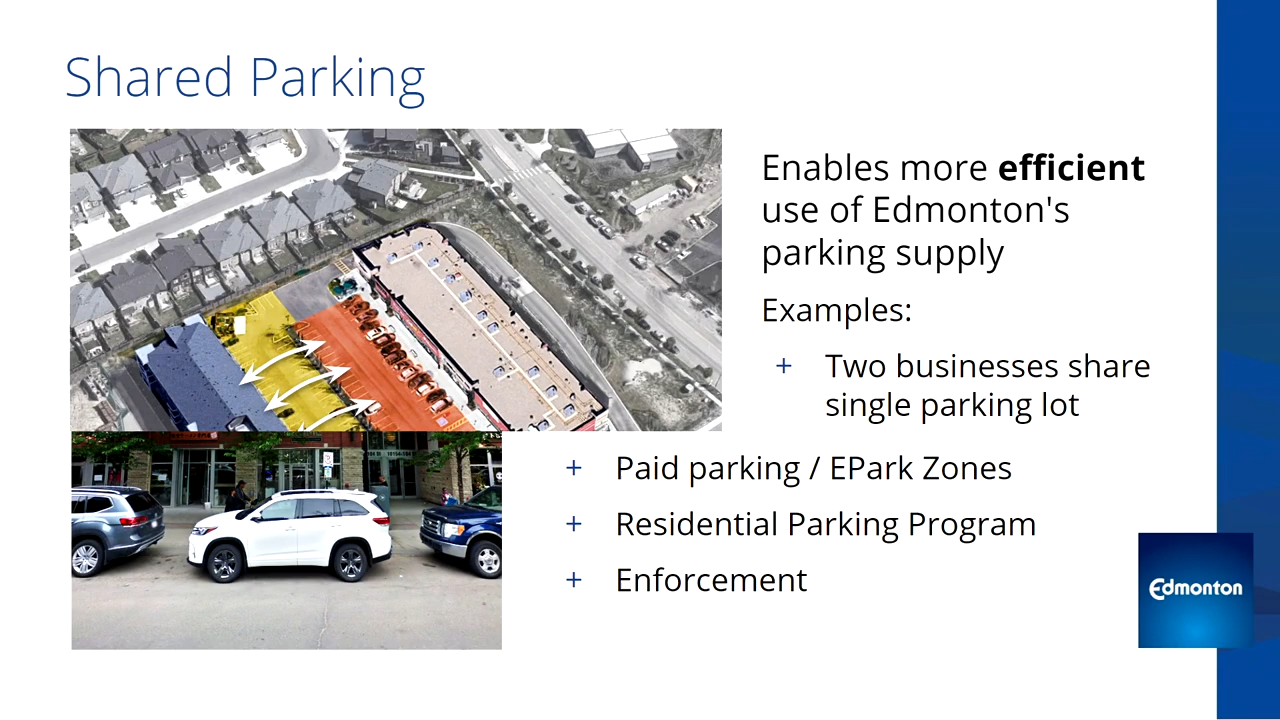 Shared Parking
Enables more efficient
use of Edmonton's
parking supply
Examples:
+ Two businesses share
single parking lot
+ Paid parking / EPark Zones
+ Residential Parking Program
+ Enforcement
Edmonton